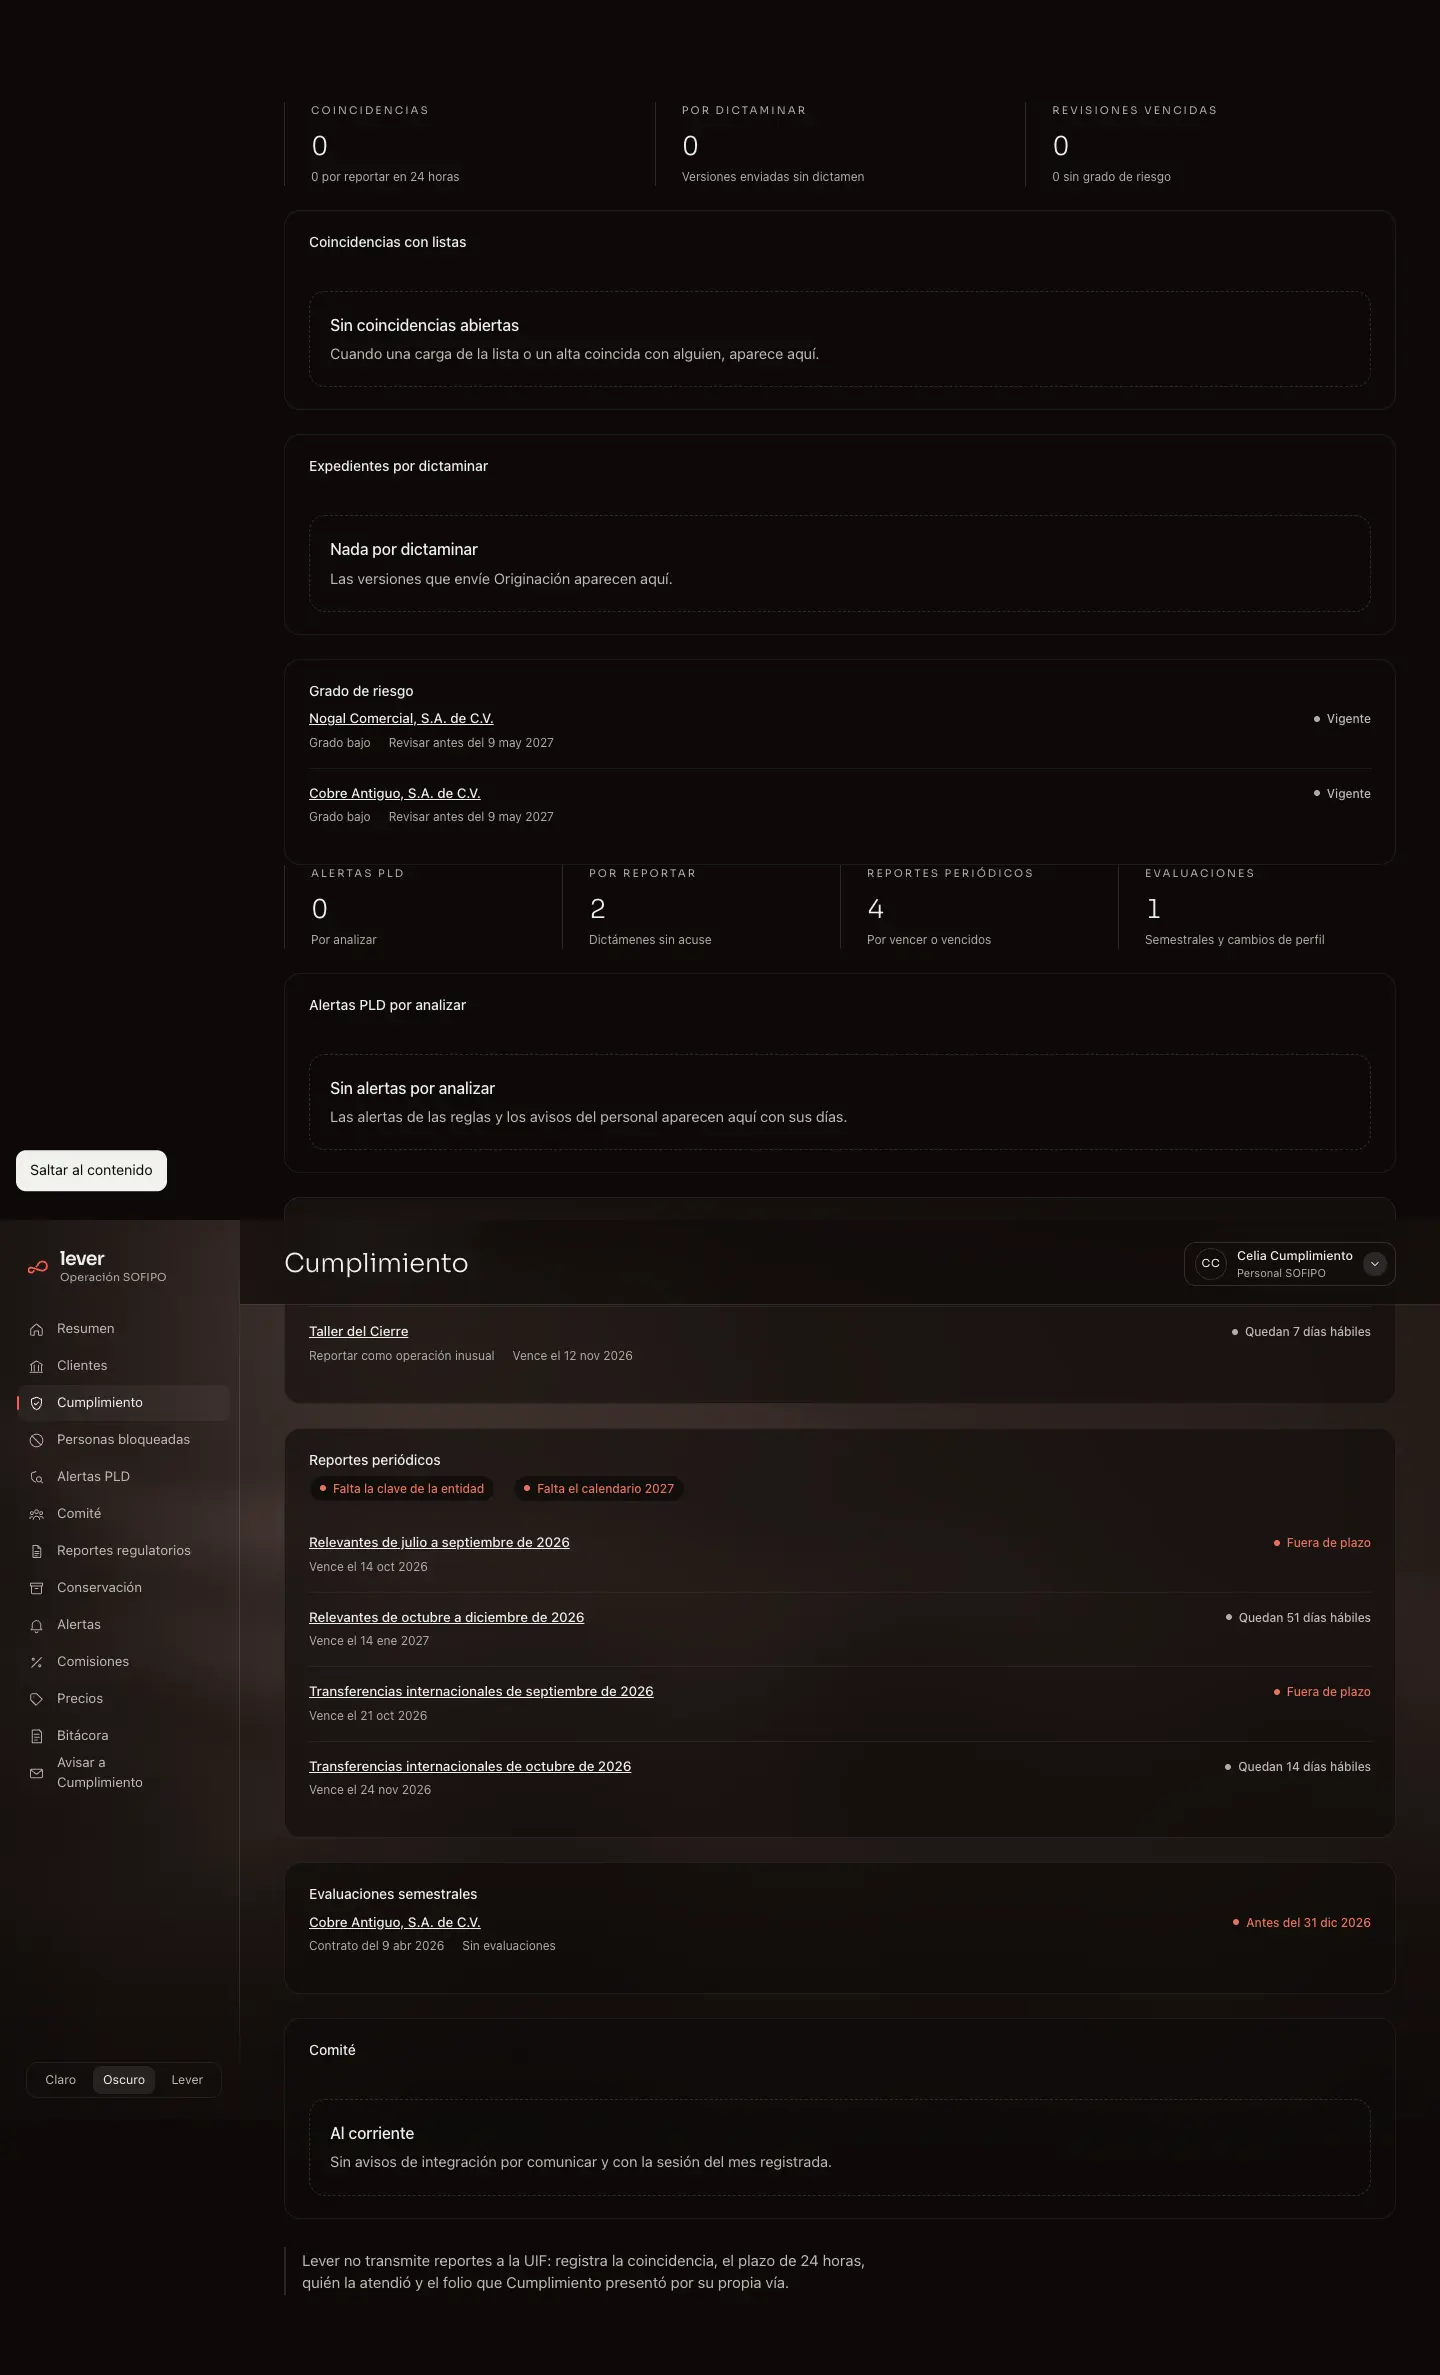 COINCIDENCIAS
0
0 por reportar en 24 horas
POR DICTAMINAR
0
Versiones enviadas sin dictamen
REVISIONES VENCIDAS
0
0 sin grado de riesgo
Coincidencias con listas
Sin coincidencias abiertas
Cuando una carga de la lista o un alta coincida con alguien, aparece aquí.
Expedientes por dictaminar
Nada por dictaminar
Las versiones que envíe Originación aparecen aquí.
Grado de riesgo
Nogal Comercial, S.A. de C.V.
Vigente
Grado bajo Revisar antes del 9 may 2027
Cobre Antiguo, S.A. de C.V.
Vigente
Grado bajo Revisar antes del 9 may 2027
ALERTAS PLD
0
Por analizar
POR REPORTAR
2
Dictámenes sin acuse
REPORTES PERIÓDICOS
4
Por vencer o vencidos
EVALUACIONES
1
Semestrales y cambios de perfil
Alertas PLD por analizar
Sin alertas por analizar
Las alertas de las reglas y los avisos del personal aparecen aquí con sus días.
Saltar al contenido
lever
Operación SOFIPO
Resumen
Clientes
Cumplimiento
Personas bloqueadas
Alertas PLD
Comité
Reportes regulatorios
Conservación
Alertas
Comisiones
Precios
Bitácora
Avisar a
Cumplimiento
Claro
Oscuro
Lever
Cumplimiento
CC
Celia Cumplimiento
Personal SOFIPO
Taller del Cierre
Quedan 7 días hábiles
Reportar como operación inusual Vence el 12 nov 2026
Reportes periódicos
Falta la clave de la entidad
Falta el calendario 2027
Relevantes de julio a septiembre de 2026
Fuera de plazo
Vence el 14 oct 2026
Relevantes de octubre a diciembre de 2026
Quedan 51 días hábiles
Vence el 14 ene 2027
Transferencias internacionales de septiembre de 2026
Fuera de plazo
Vence el 21 oct 2026
Transferencias internacionales de octubre de 2026
Quedan 14 días hábiles
Vence el 24 nov 2026
Evaluaciones semestrales
Cobre Antiguo, S.A. de C.V.
Antes del 31 dic 2026
Contrato del 9 abr 2026 Sin evaluaciones
Comité
Al corriente
Sin avisos de integración por comunicar y con la sesión del mes registrada.
Lever no transmite reportes a la UIF: registra la coincidencia, el plazo de 24 horas,
quién la atendió y el folio que Cumplimiento presentó por su propia vía.